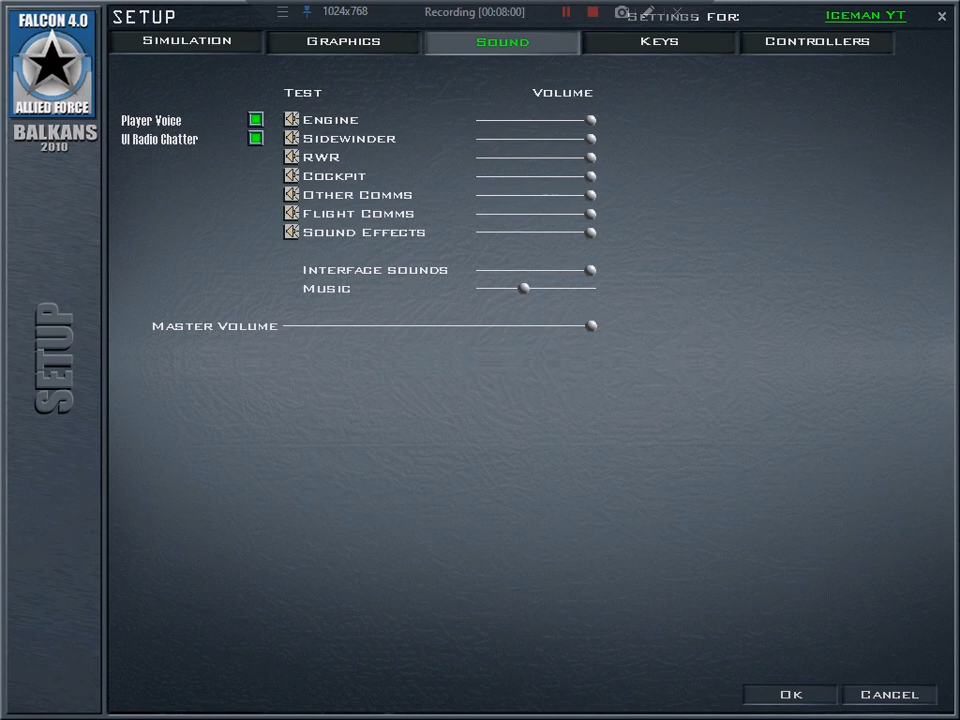 FALCON 4.0
ALLIED FORCE
BALKANS
2010
SETUP
SETUP
1024x768
Recording [00:08:00]
SETTINGS FOR:
ICEMAN YT
SIMULATION
GRAPHICS
SOUND
KEYS
CONTROLLERS
TEST
VOLUME
Player Voice
UI Radio Chatter
ENGINE
SIDEWINDER
RWR
COCKPIT
OTHER COMMS
FLIGHT COMMS
SOUND EFFECTS
INTERFACE SOUNDS
MUSIC
MASTER VOLUME
OK
CANCEL